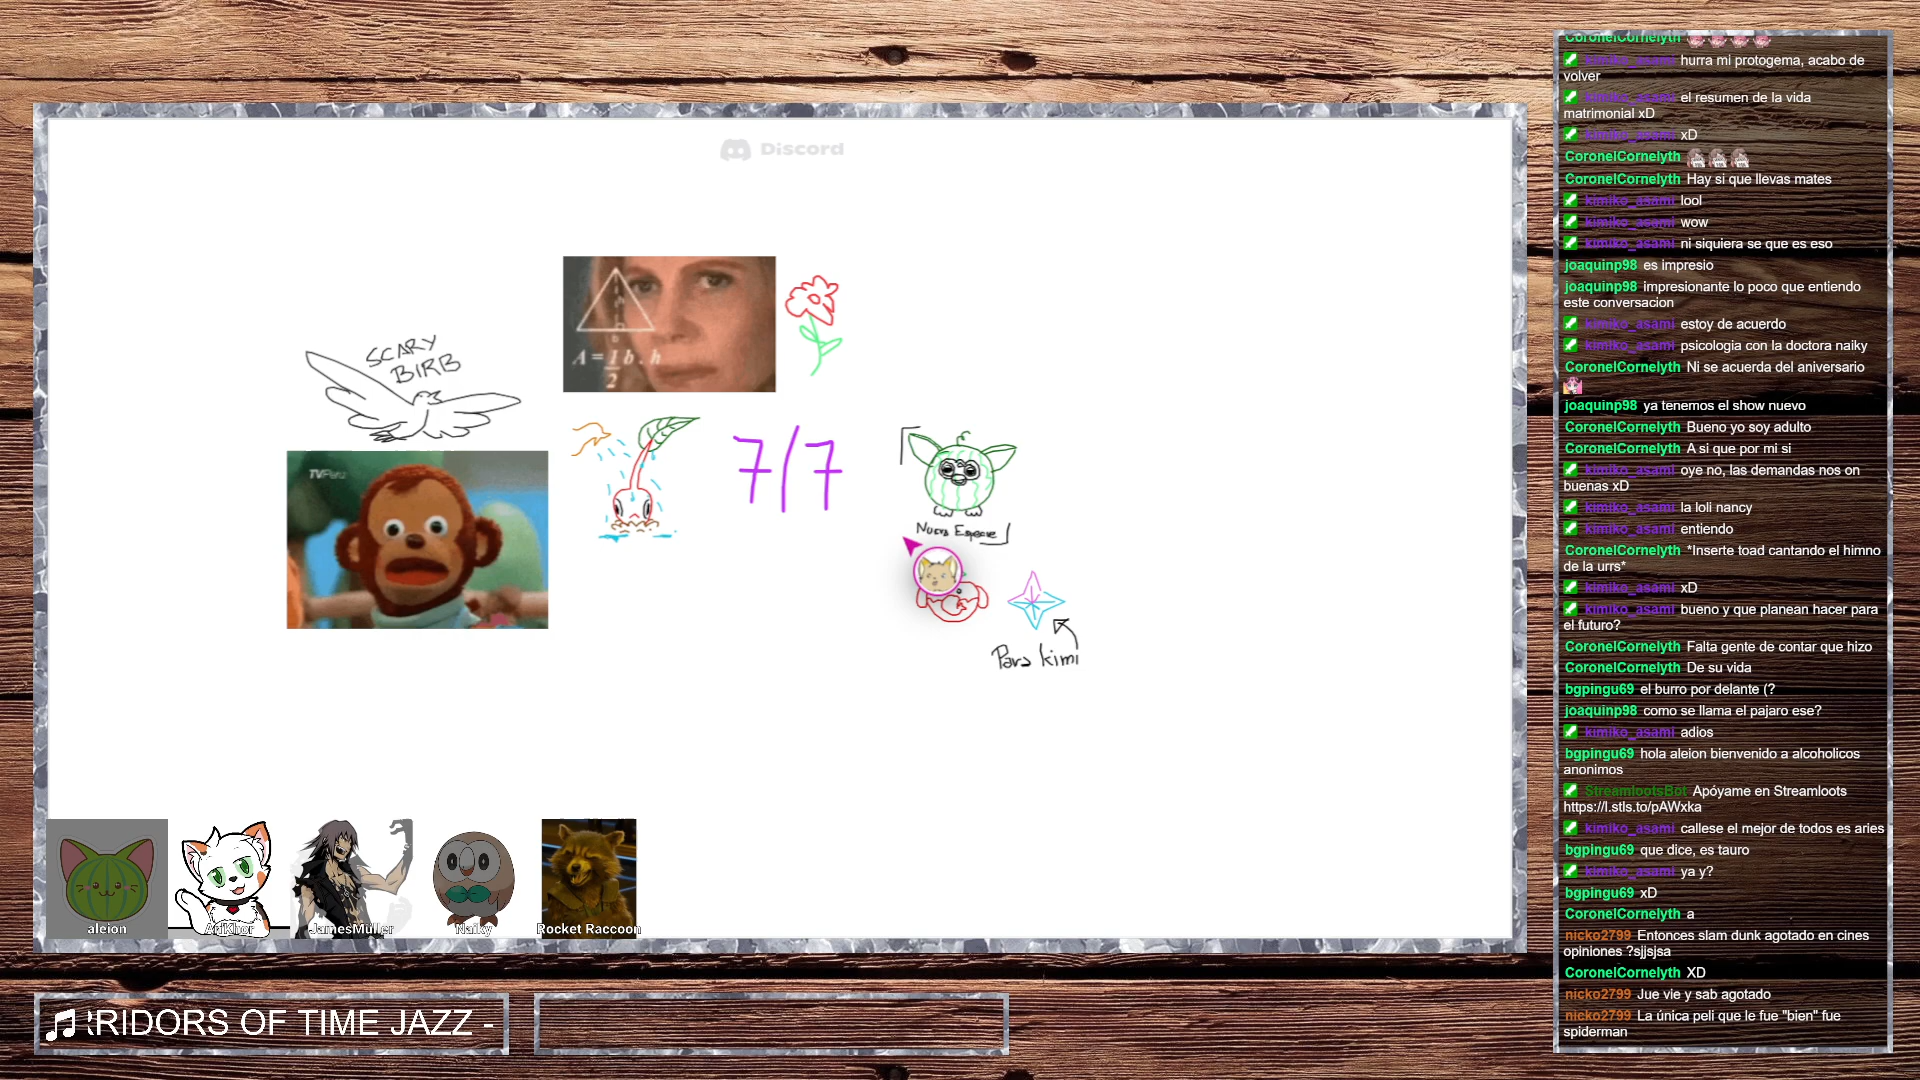 Discord
SCARY
BIRB
A = 1 b . h
2
TVPerú
7/7
Nueva Especie
Para kimi
aleion
AriKhor
JamesMüller
Naiky
Rocket Raccoon
RRIDORS OF TIME JAZZ -
CoronelCornelyth
kimiko_asami hurra mi protogema, acabo de
volver
kimiko_asami el resumen de la vida
matrimonial xD
kimiko_asami xD
CoronelCornelyth
CoronelCornelyth Hay si que llevas mates
kimiko_asami lool
kimiko_asami wow
kimiko_asami ni siquiera se que es eso
joaquinp98 es impresio
joaquinp98 impresionante lo poco que entiendo
este conversacion
kimiko_asami estoy de acuerdo
kimiko_asami psicologia con la doctora naiky
CoronelCornelyth Ni se acuerda del aniversario
joaquinp98 ya tenemos el show nuevo
CoronelCornelyth Bueno yo soy adulto
CoronelCornelyth A si que por mi si
kimiko_asami oye no, las demandas nos on
buenas xD
kimiko_asami la loli nancy
kimiko_asami entiendo
CoronelCornelyth *Inserte toad cantando el himno
de la urrs*
kimiko_asami xD
kimiko_asami bueno y que planean hacer para
el futuro?
CoronelCornelyth Falta gente de contar que hizo
CoronelCornelyth De su vida
bgpingu69 el burro por delante (?
joaquinp98 como se llama el pajaro ese?
kimiko_asami adios
bgpingu69 hola aleion bienvenido a alcoholicos
anonimos
StreamlootsBot Apóyame en Streamloots
https://l.stls.to/pAWxka
kimiko_asami callese el mejor de todos es aries
bgpingu69 que dice, es tauro
kimiko_asami ya y?
bgpingu69 xD
CoronelCornelyth a
nicko2799 Entonces slam dunk agotado en cines
opiniones ?sjjsjsa
CoronelCornelyth XD
nicko2799 Jue vie y sab agotado
nicko2799 La única peli que le fue "bien" fue
spiderman